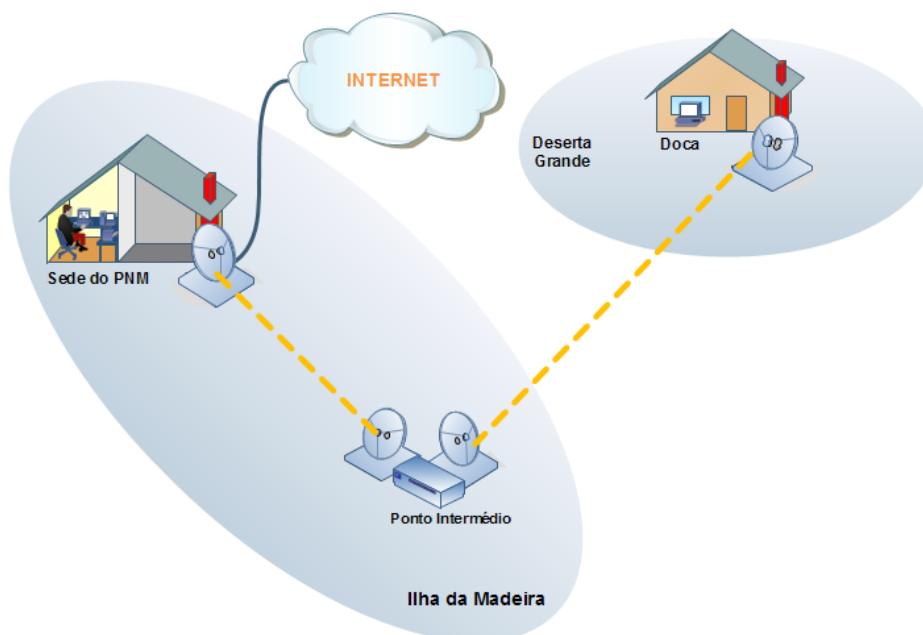 INTERNET
Deserta
Grande
Doca
Sede do PNM
Ponto Intermédio
Ilha da Madeira